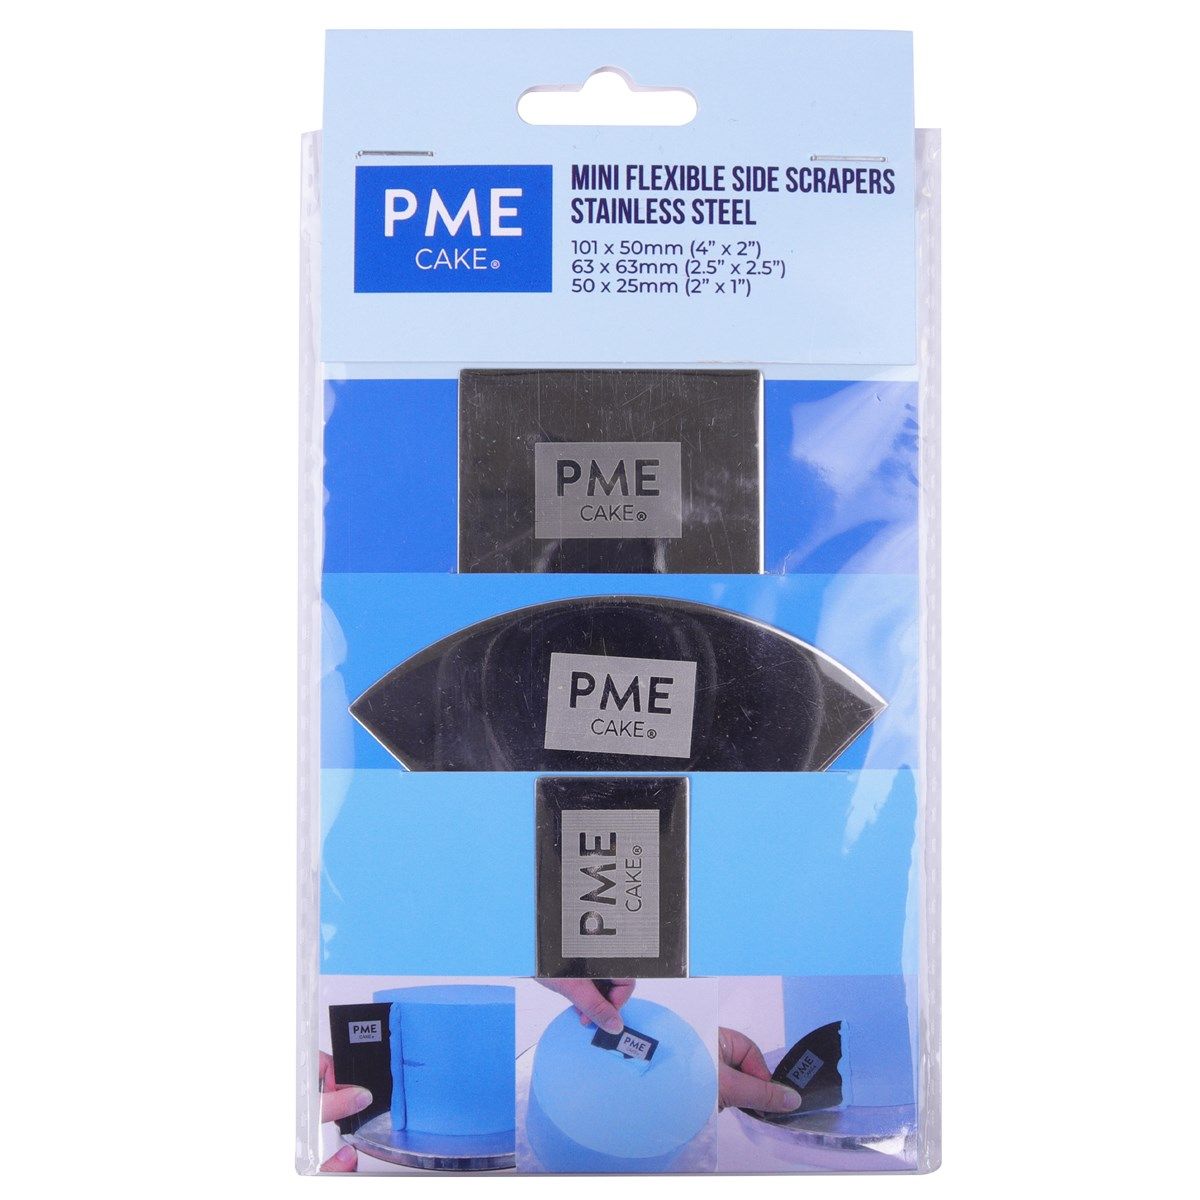 PME
CAKE®
MINI FLEXIBLE SIDE SCRAPERS
STAINLESS STEEL
101 x 50mm (4” x 2”)
63 x 63mm (2.5” x 2.5”)
50 x 25mm (2” x 1”)
PME
CAKE®
PME
CAKE®
PME
CAKE®
PME
CAKE®
PME
PME